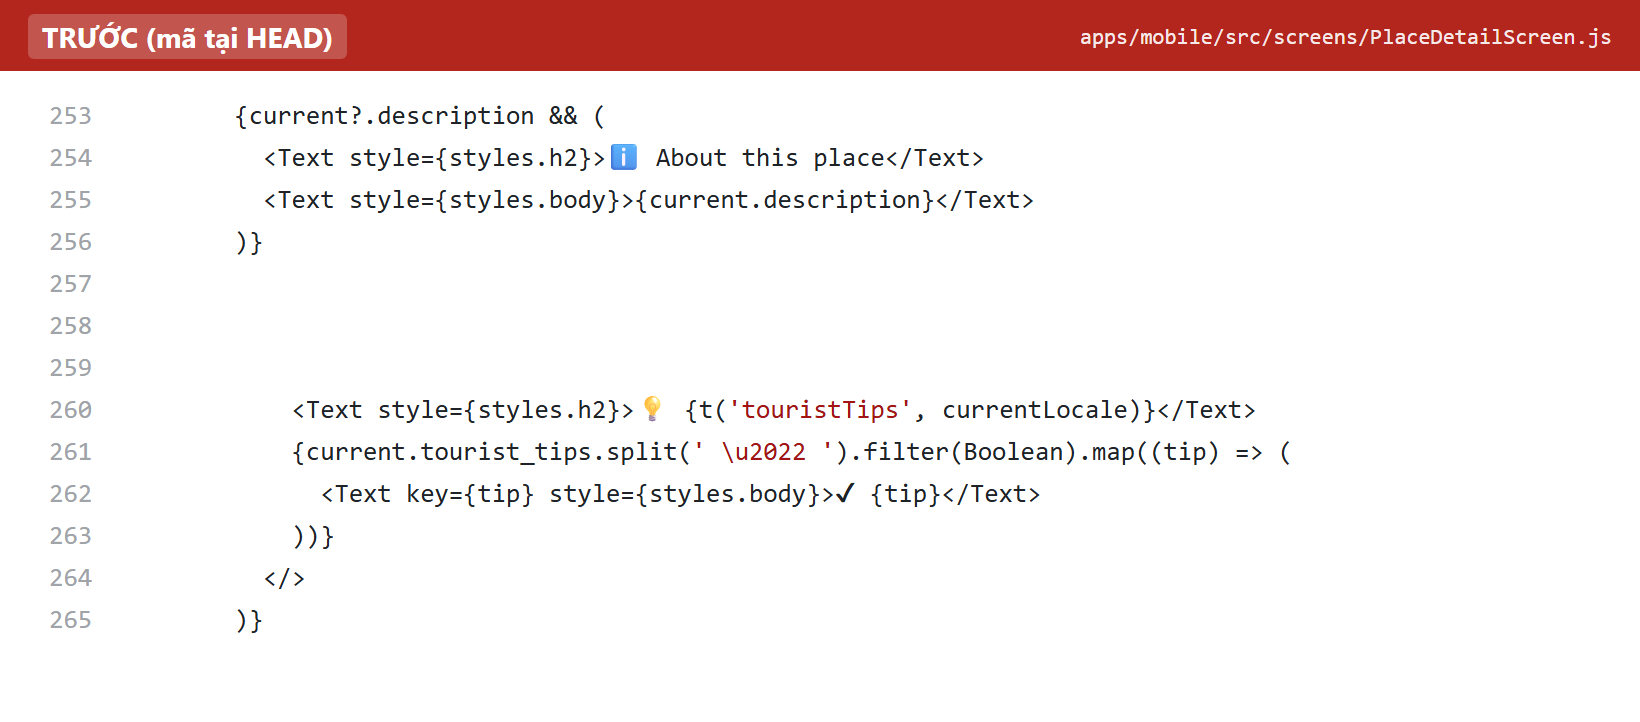 TRƯỚC (mã tại HEAD)
apps/mobile/src/screens/PlaceDetailScreen.js
253 {current?.description && (
254 <Text style={styles.h2}>ℹ️ About this place</Text>
255 <Text style={styles.body}>{current.description}</Text>
256 )}
257
258
259
260 <Text style={styles.h2}>💡 {t('touristTips', currentLocale)}</Text>
261 {current.tourist_tips.split(' \u2022 ').filter(Boolean).map((tip) => (
262 <Text key={tip} style={styles.body}>✓ {tip}</Text>
263 ))}
264 </>
265 )}